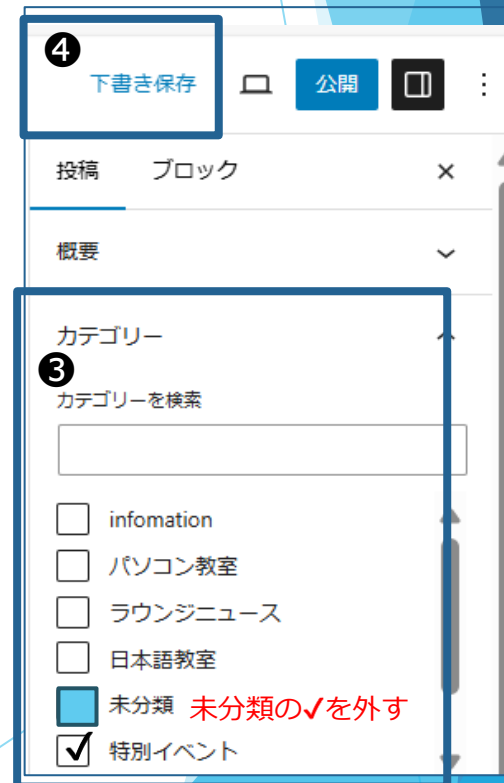 ❹
下書き保存 公開
投稿 ブロック ×
概要
カテゴリー
❸
カテゴリーを検索
infomation
パソコン教室
ラウンジニュース
日本語教室
未分類 未分類の✓を外す
✓ 特別イベント